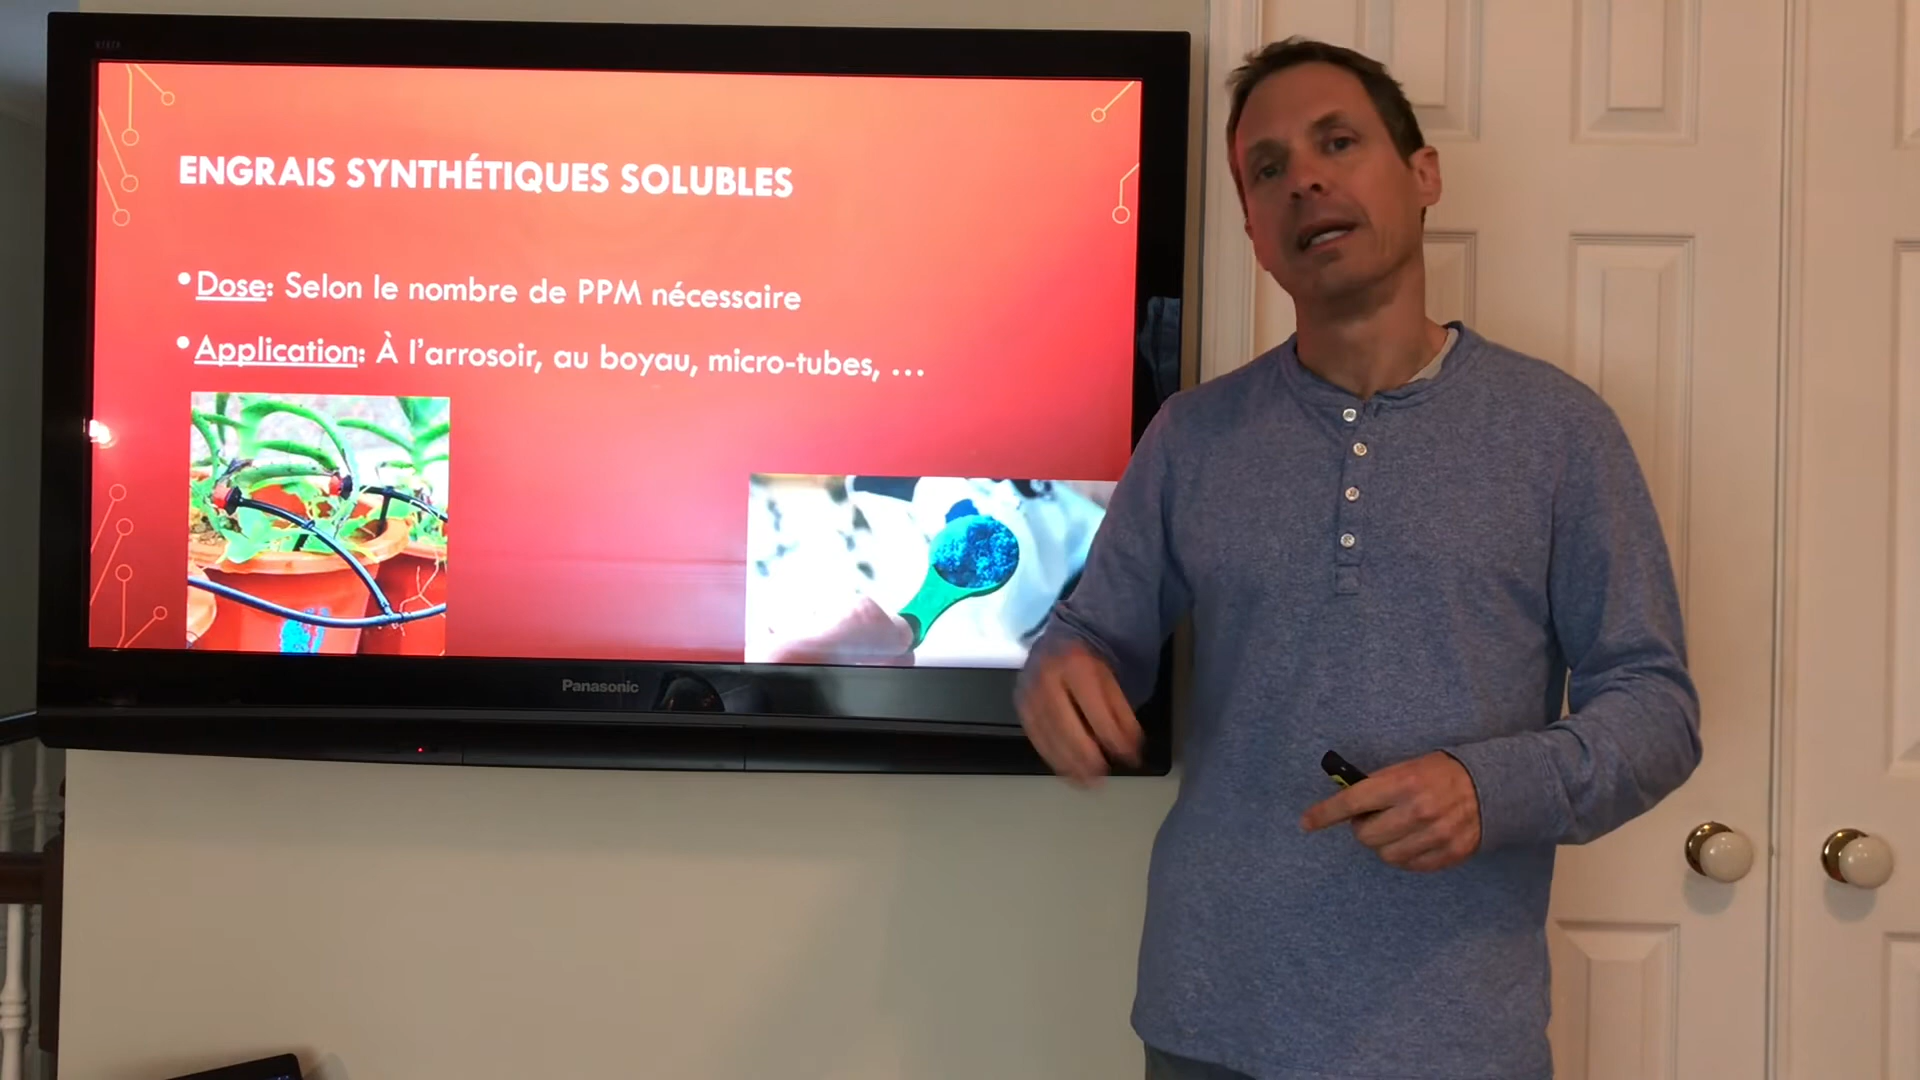 ENGRAIS SYNTHÉTIQUES SOLUBLES
• Dose: Selon le nombre de PPM nécessaire
• Application: À l'arrosoir, au boyau, micro-tubes, ...
Panasonic